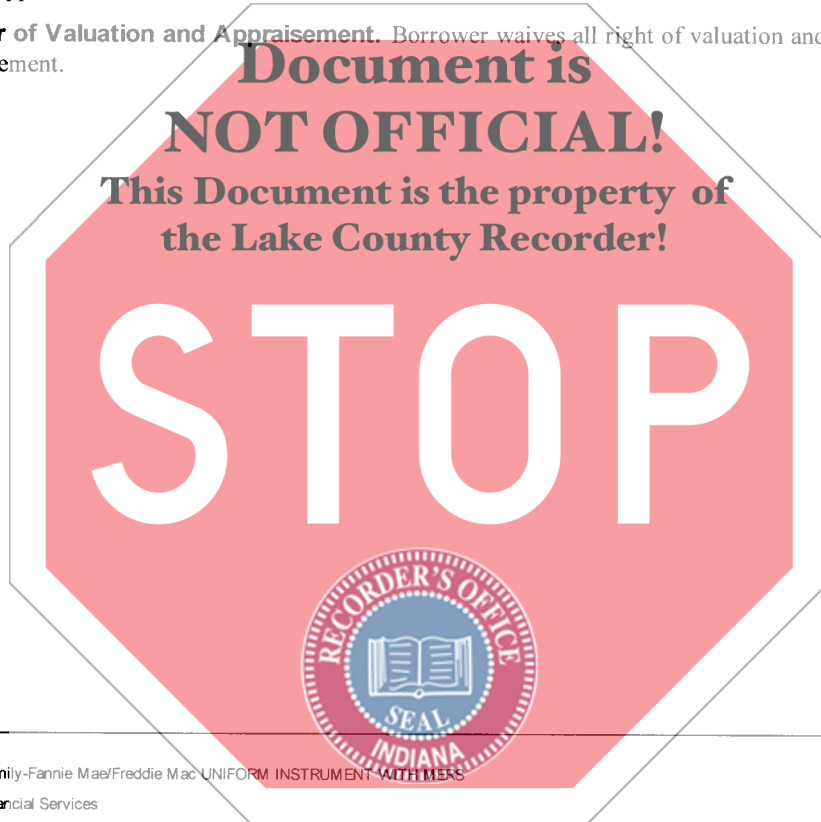 r of Valuation and Appraisement. Borrower waives all right of valuation and
ement.
Document is
NOT OFFICIAL!
This Document is the property of
the Lake County Recorder!
STOP
RECORDER'S OFFICE
SEAL
INDIANA
mily-Fannie Mae/Freddie Mac UNIFORM INSTRUMENT WITH MERS
ancial Services